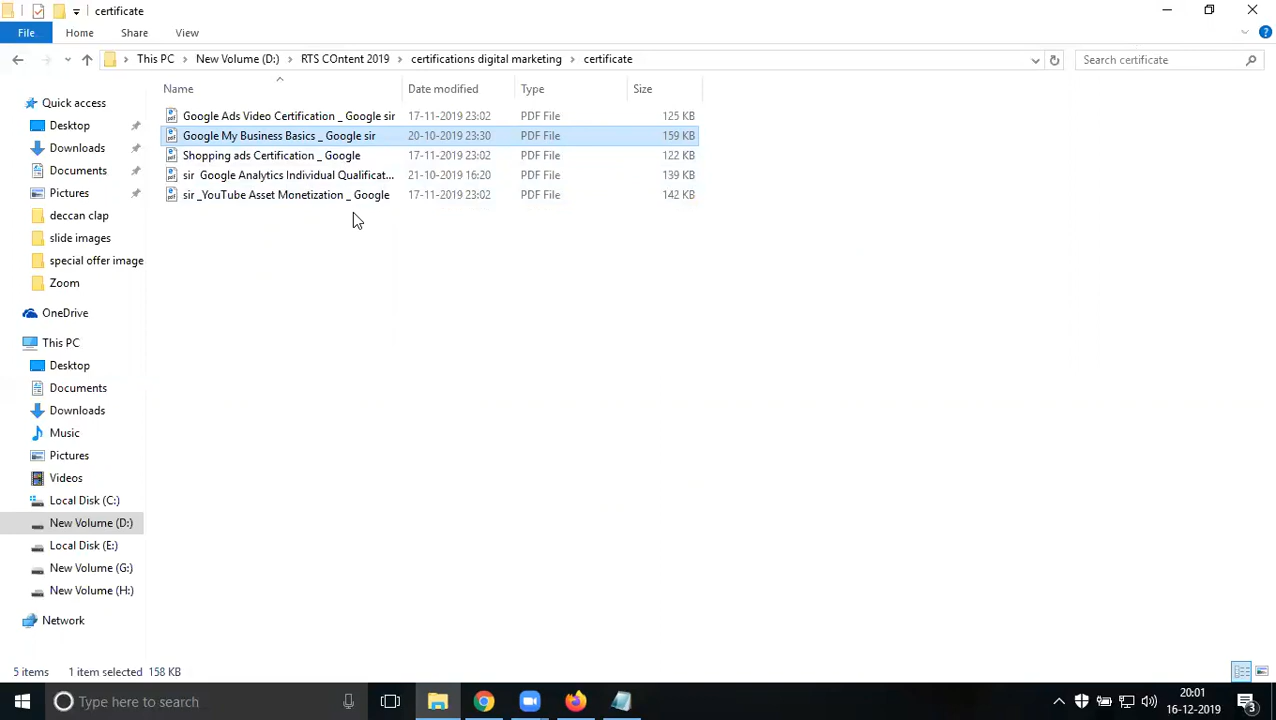 certificate
File Home Share View
This PC New Volume (D:) RTS COntent 2019 certifications digital marketing certificate Search certificate
Name Date modified Type Size
Quick access
Desktop
Downloads
Documents
Pictures
deccan clap
slide images
special offer image
Zoom
OneDrive
This PC
Desktop
Documents
Downloads
Music
Pictures
Videos
Local Disk (C:)
New Volume (D:)
Local Disk (E:)
New Volume (G:)
New Volume (H:)
Network
Google Ads Video Certification _ Google sir 17-11-2019 23:02 PDF File 125 KB
Google My Business Basics _ Google sir 20-10-2019 23:30 PDF File 159 KB
Shopping ads Certification _ Google 17-11-2019 23:02 PDF File 122 KB
sir Google Analytics Individual Qualificat... 21-10-2019 16:20 PDF File 139 KB
sir _YouTube Asset Monetization _ Google 17-11-2019 23:02 PDF File 142 KB
5 items 1 item selected 158 KB
Type here to search
20:01
16-12-2019
3